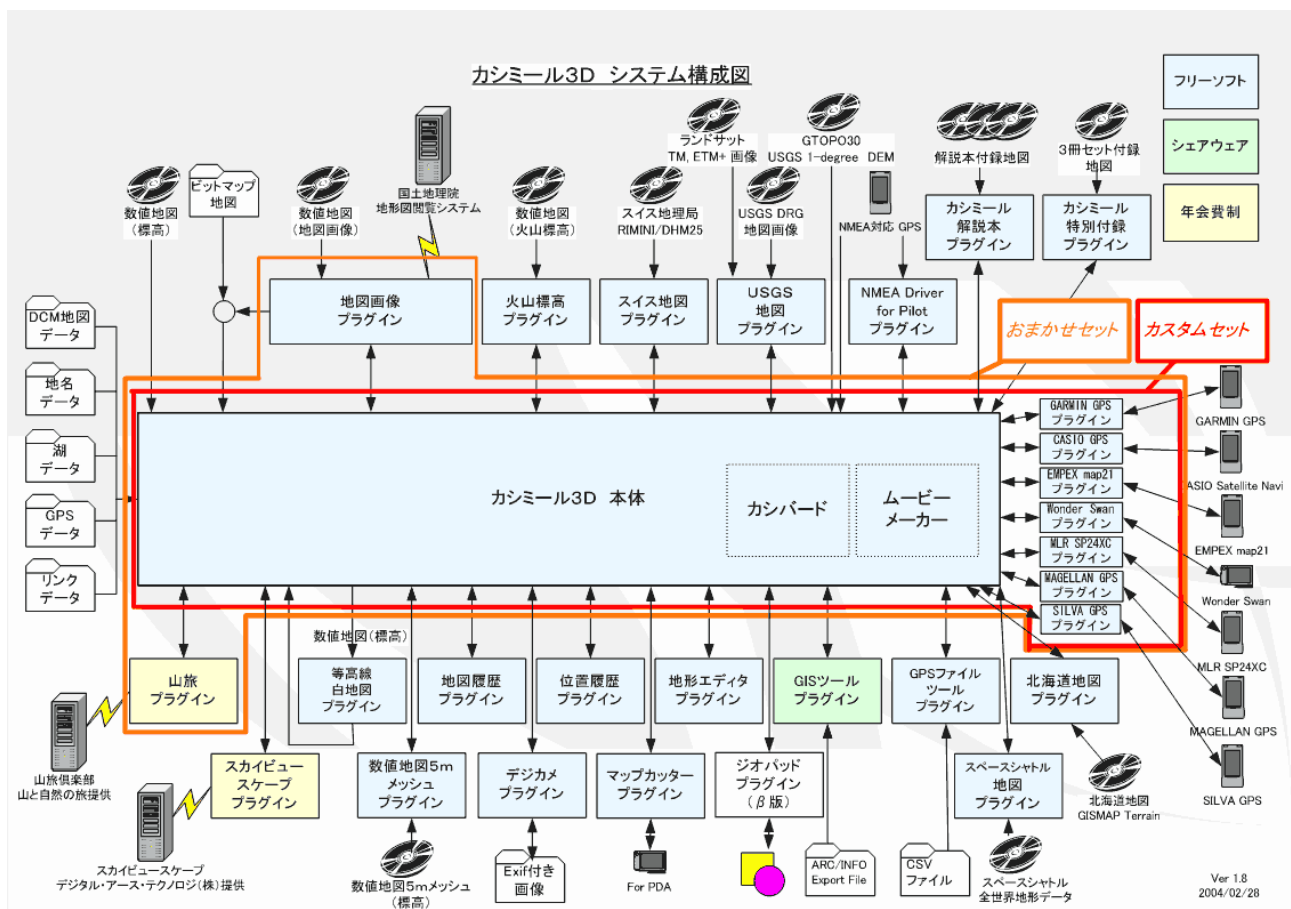 カシミール3D システム構成図
フリーソフト
シェアウェア
年会費制
数値地図
(標高)
ビットマップ
地図
数値地図
(地図画像)
国土地理院
地形図閲覧システム
数値地図
(火山標高)
スイス地理局
RIMINI/DHM25
ランドサット
TM, ETM+ 画像
USGS DRG
地図画像
GTOPO30
USGS 1-degree DEM
NMEA対応 GPS
解説本付録地図
3冊セット付録
地図
地図画像
プラグイン
火山標高
プラグイン
スイス地図
プラグイン
USGS
地図
プラグイン
NMEA Driver
for Pilot
プラグイン
カシミール
解説本
プラグイン
カシミール
特別付録
プラグイン
おまかせセット
カスタムセット
DCM地図
データ
地名
データ
湖
データ
GPS
データ
リンク
データ
カシミール3D 本体
カシバード
ムービー
メーカー
GARMIN GPS
プラグイン
CASIO GPS
プラグイン
EMPEX map21
プラグイン
Wonder Swan
プラグイン
MLR SP24XC
プラグイン
MAGELLAN GPS
プラグイン
SILVA GPS
プラグイン
GARMIN GPS
ASIO Satellite Navi
EMPEX map21
Wonder Swan
MLR SP24XC
MAGELLAN GPS
SILVA GPS
数値地図(標高)
山旅
プラグイン
等高線
白地図
プラグイン
地図履歴
プラグイン
位置履歴
プラグイン
地形エディタ
プラグイン
GISツール
プラグイン
GPSファイル
ツール
プラグイン
北海道地図
プラグイン
山旅倶楽部
山と自然の旅提供
スカイビュー
スケープ
プラグイン
数値地図5m
メッシュ
プラグイン
デジカメ
プラグイン
マップカッター
プラグイン
ジオパッド
プラグイン
(β版)
スペースシャトル
地図
プラグイン
北海道地図
GISMAP Terrain
スカイビュースケープ
デジタル・アース・テクノロジ(株)提供
数値地図5mメッシュ
(標高)
Exif付き
画像
For PDA
ARC/INFO
Export File
CSV
ファイル
スペースシャトル
全世界地形データ
Ver 1.8
2004/02/28